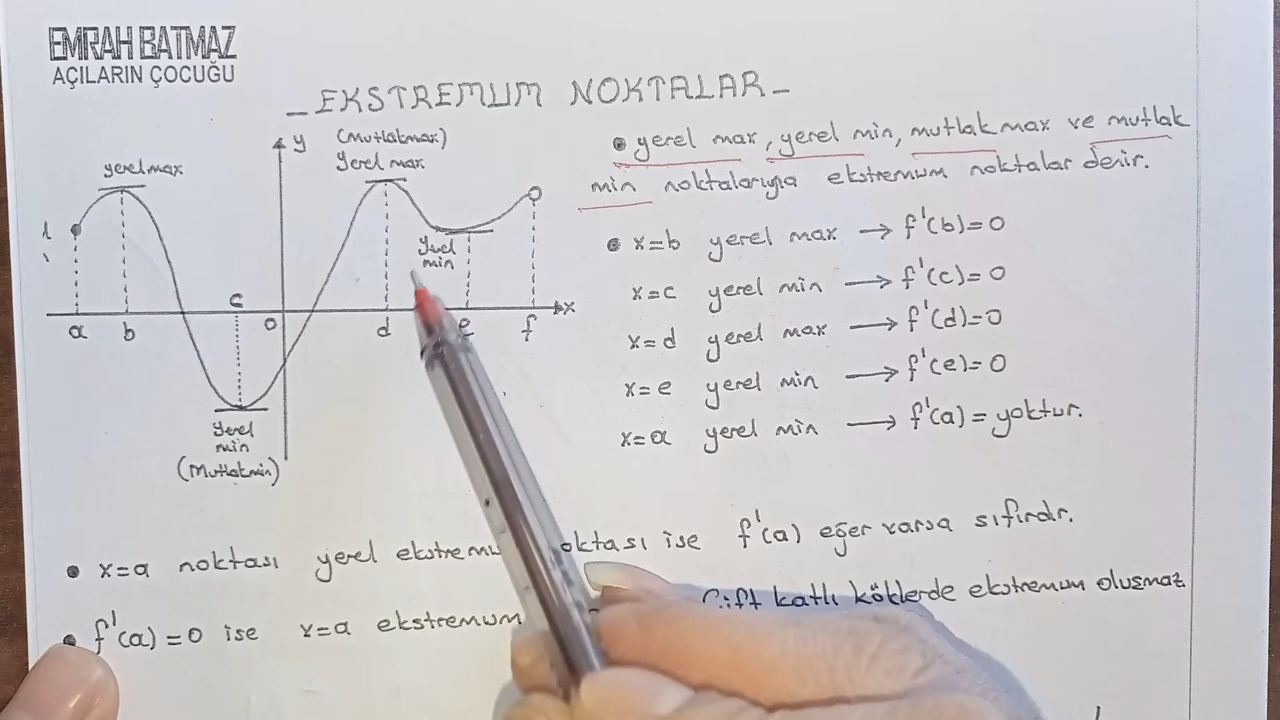 EMRAH BATMAZ
AÇILARIN ÇOCUĞU
_EKSTREMUM NOKTALAR_
yerel max
y
(Mutlak max)
Yerel max
Yerel
min
c
a
b
o
d
e
f
x
Yerel
min
(Mutlak min)
• yerel max, yerel min, mutlak max ve mutlak
min noktalarıyla ekstremum noktalar denir.
• x=b yerel max → f'(b)=0
x=c yerel min → f'(c)=0
x=d yerel max → f'(d)=0
x=e yerel min → f'(e)=0
x=a yerel min → f'(a)= yoktur.
• x=a noktası yerel ise f'(a) eğer varsa sıfırdır.
• f'(a)=0 ise x=a ekstremum Çift katlı köklerde ekstremum oluşmaz